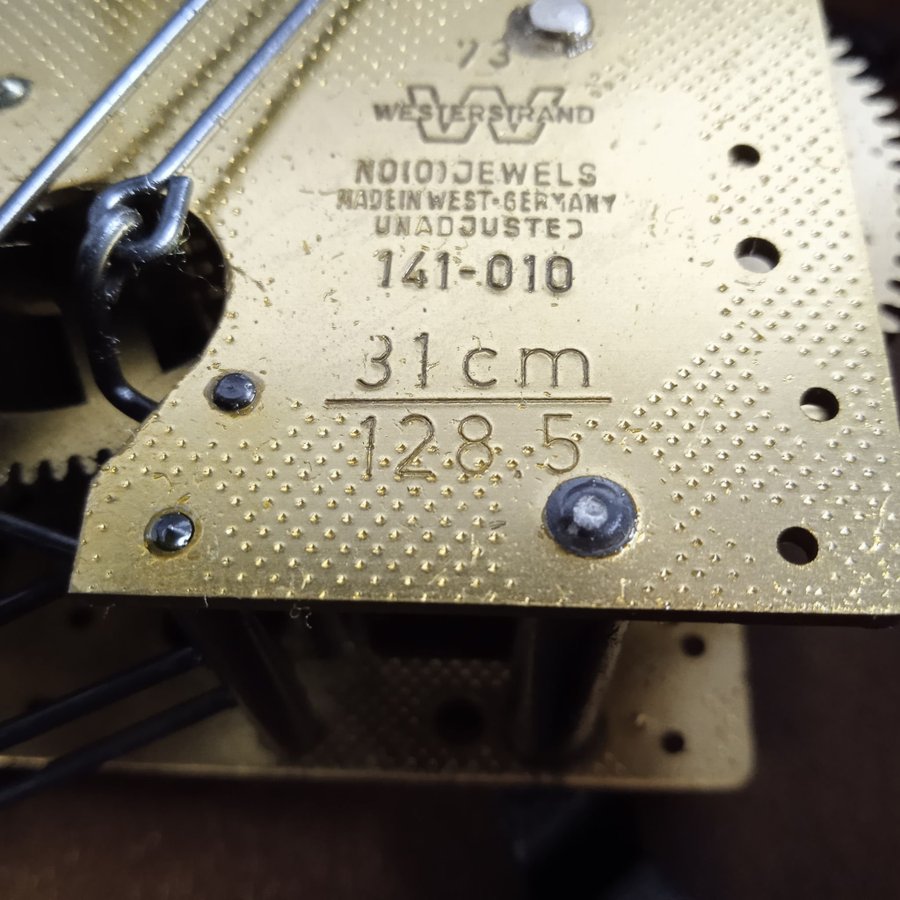 73
WESTERSTRAND
NO(0)JEWELS
MADE IN WEST-GERMANY
UNADJUSTED
141-010
31cm
128.5